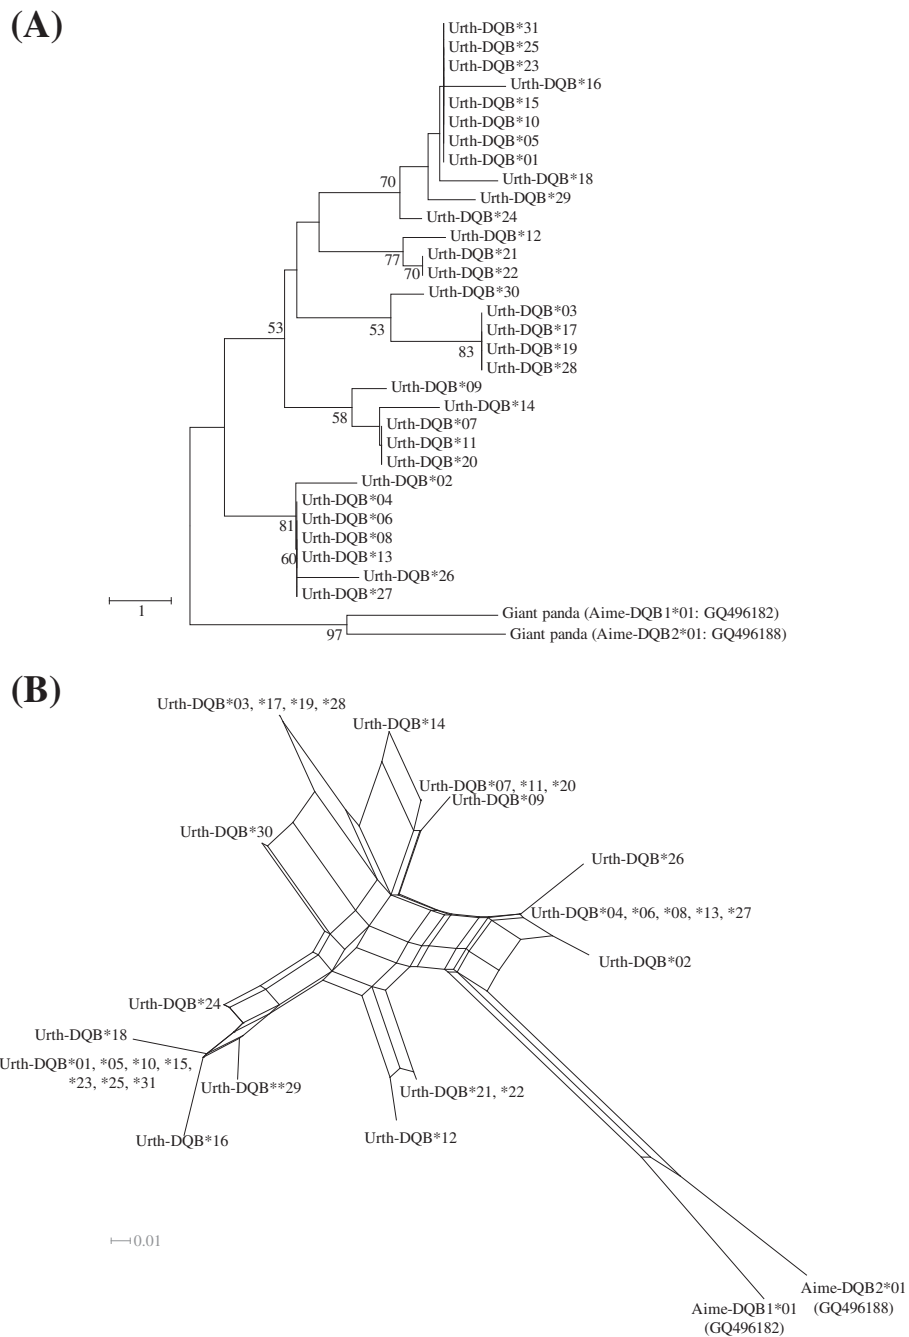 (A)
Urth-DQB*31
Urth-DQB*25
Urth-DQB*23
Urth-DQB*16
Urth-DQB*15
Urth-DQB*10
Urth-DQB*05
Urth-DQB*01
70
Urth-DQB*18
Urth-DQB*29
Urth-DQB*24
Urth-DQB*12
77
Urth-DQB*21
70
Urth-DQB*22
Urth-DQB*30
Urth-DQB*03
53
53
Urth-DQB*17
83
Urth-DQB*19
Urth-DQB*28
Urth-DQB*09
58
Urth-DQB*14
Urth-DQB*07
Urth-DQB*11
Urth-DQB*20
Urth-DQB*02
Urth-DQB*04
81
Urth-DQB*06
Urth-DQB*08
60
Urth-DQB*13
Urth-DQB*26
Urth-DQB*27
1
Giant panda (Aime-DQB1*01: GQ496182)
97
Giant panda (Aime-DQB2*01: GQ496188)
(B)
Urth-DQB*03, *17, *19, *28
Urth-DQB*14
Urth-DQB*07, *11, *20
Urth-DQB*09
Urth-DQB*30
Urth-DQB*26
Urth-DQB*04, *06, *08, *13, *27
Urth-DQB*02
Urth-DQB*24
Urth-DQB*18
Urth-DQB*01, *05, *10, *15,
*23, *25, *31
Urth-DQB**29
Urth-DQB*21, *22
Urth-DQB*16
Urth-DQB*12
0.01
Aime-DQB2*01
(GQ496188)
Aime-DQB1*01
(GQ496182)